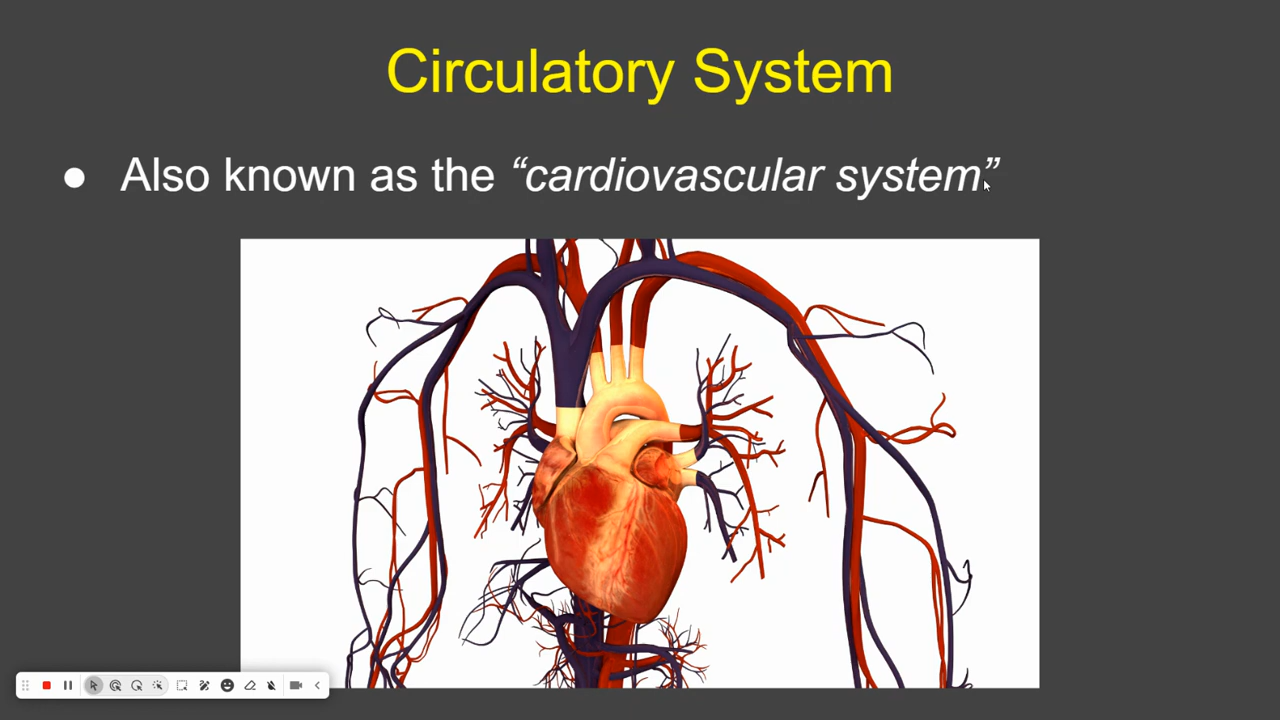 Circulatory System
● Also known as the “cardiovascular system”